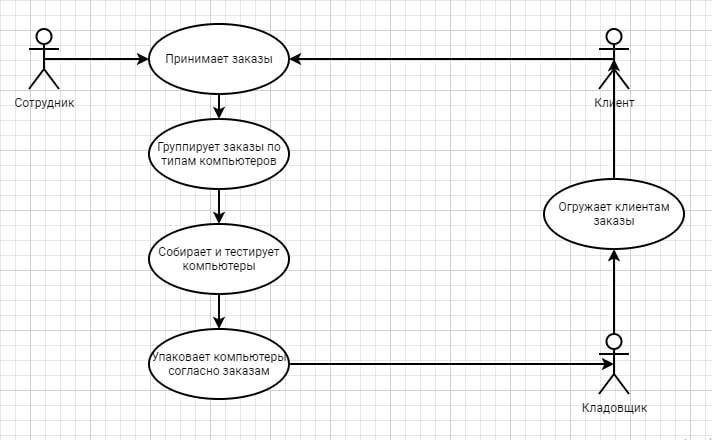 Принимает заказы
Сотрудник
Клиент
Группирует заказы по
типам компьютеров
Огружает клиентам
заказы
Собирает и тестирует
компьютеры
Упаковает компьютеры
согласно заказам
Кладовщик